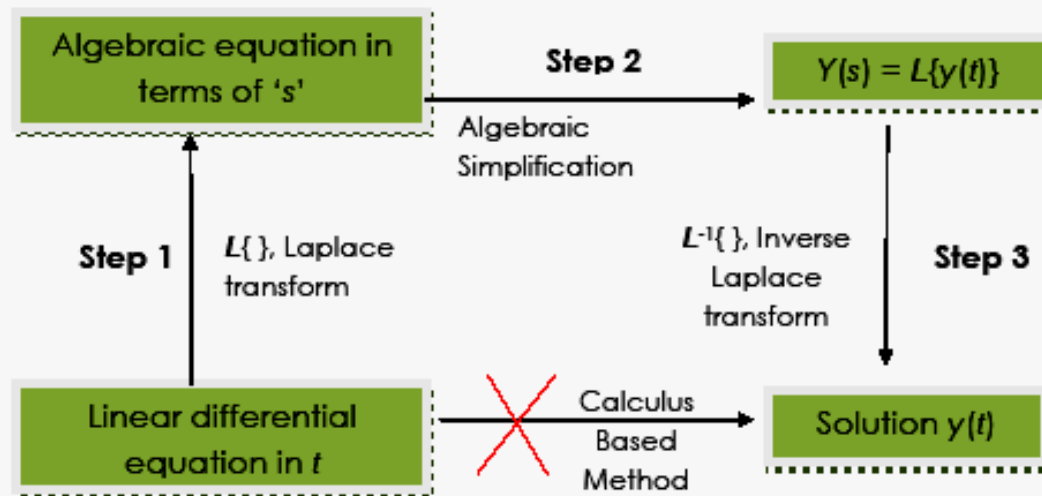 Algebraic equation in
terms of ‘s’
Step 2
Y(s) = L{y(t)}
Algebraic
Simplification
Step 1
L{ }, Laplace
transform
L-1{ }, Inverse
Laplace
transform
Step 3
Linear differential
equation in t
Calculus
Based
Method
Solution y(t)